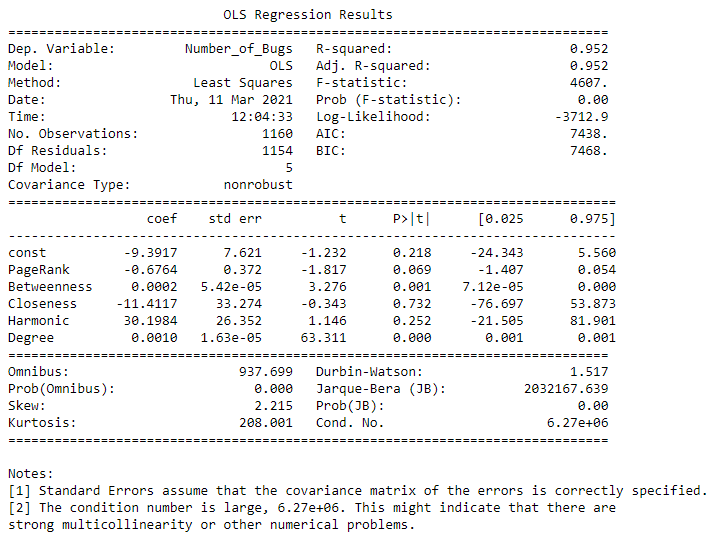 OLS Regression Results
==============================================================================
Dep. Variable: Number_of_Bugs R-squared: 0.952
Model: OLS Adj. R-squared: 0.952
Method: Least Squares F-statistic: 4607.
Date: Thu, 11 Mar 2021 Prob (F-statistic): 0.00
Time: 12:04:33 Log-Likelihood: -3712.9
No. Observations: 1160 AIC: 7438.
Df Residuals: 1154 BIC: 7468.
Df Model: 5
Covariance Type: nonrobust
===============================================================================
coef std err t P>|t| [0.025 0.975]
-------------------------------------------------------------------------------
const -9.3917 7.621 -1.232 0.218 -24.343 5.560
PageRank -0.6764 0.372 -1.817 0.069 -1.407 0.054
Betweenness 0.0002 5.42e-05 3.276 0.001 7.12e-05 0.000
Closeness -11.4117 33.274 -0.343 0.732 -76.697 53.873
Harmonic 30.1984 26.352 1.146 0.252 -21.505 81.901
Degree 0.0010 1.63e-05 63.311 0.000 0.001 0.001
==============================================================================
Omnibus: 937.699 Durbin-Watson: 1.517
Prob(Omnibus): 0.000 Jarque-Bera (JB): 2032167.639
Skew: 2.215 Prob(JB): 0.00
Kurtosis: 208.001 Cond. No. 6.27e+06
==============================================================================
Notes:
[1] Standard Errors assume that the covariance matrix of the errors is correctly specified.
[2] The condition number is large, 6.27e+06. This might indicate that there are
strong multicollinearity or other numerical problems.